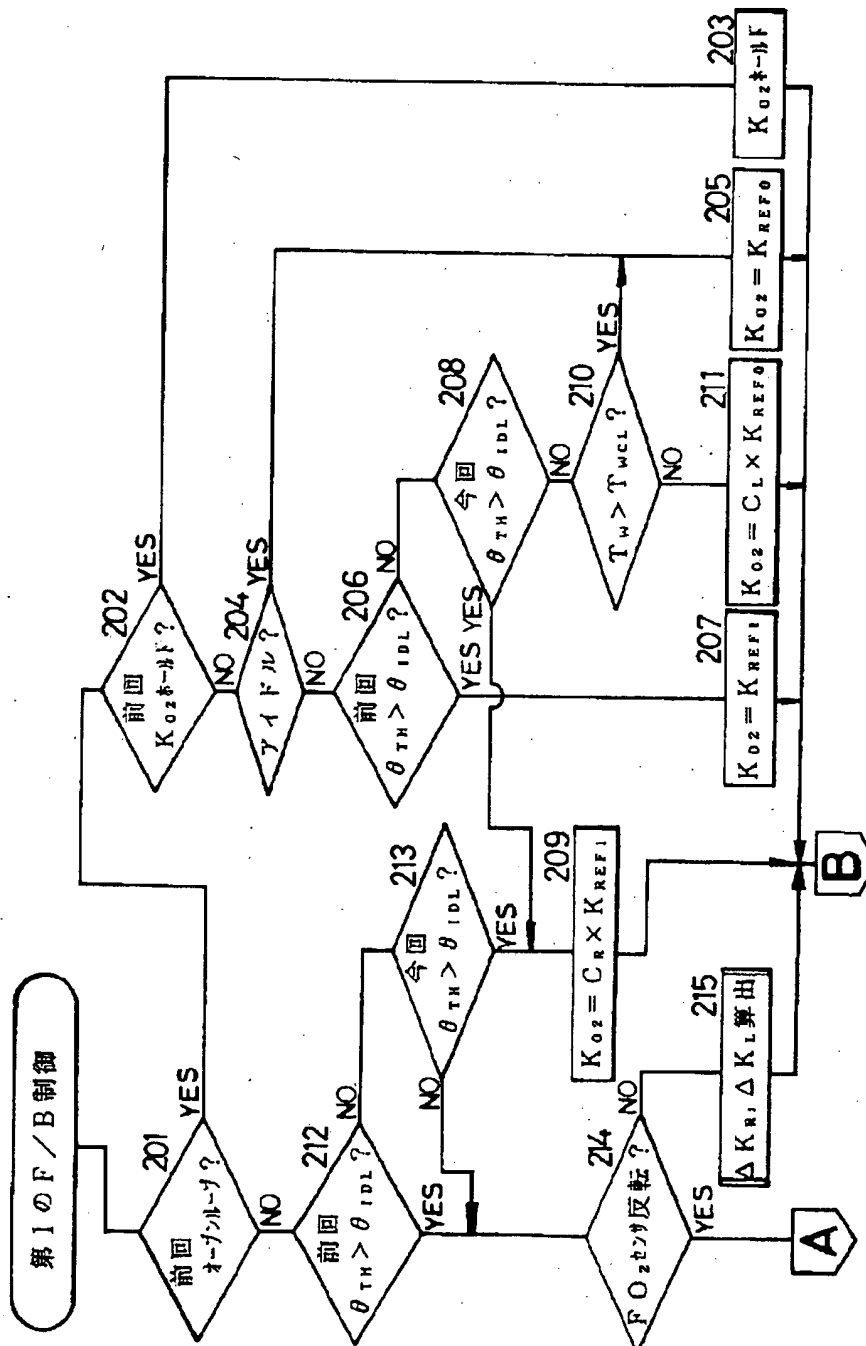 第1のF/B制御
201
前回
オープンループ?
YES
NO
202
前回
KO2ホールド?
YES
NO
203
KO2ホールド
204
アイドル?
YES
NO
205
KO2=KREF0
206
前回
θTH>θIDL?
NO
YES
207
KO2=KREF1
208
今回
θTH>θIDL?
YES
NO
210
TW>TWCL?
YES
NO
211
KO2=CL×KREF0
212
前回
θTH>θIDL?
NO
YES
213
今回
θTH>θIDL?
NO
YES
209
KO2=CR×KREF1
214
FO2センサ反転?
NO
YES
215
ΔKR,ΔKL算出
A
B